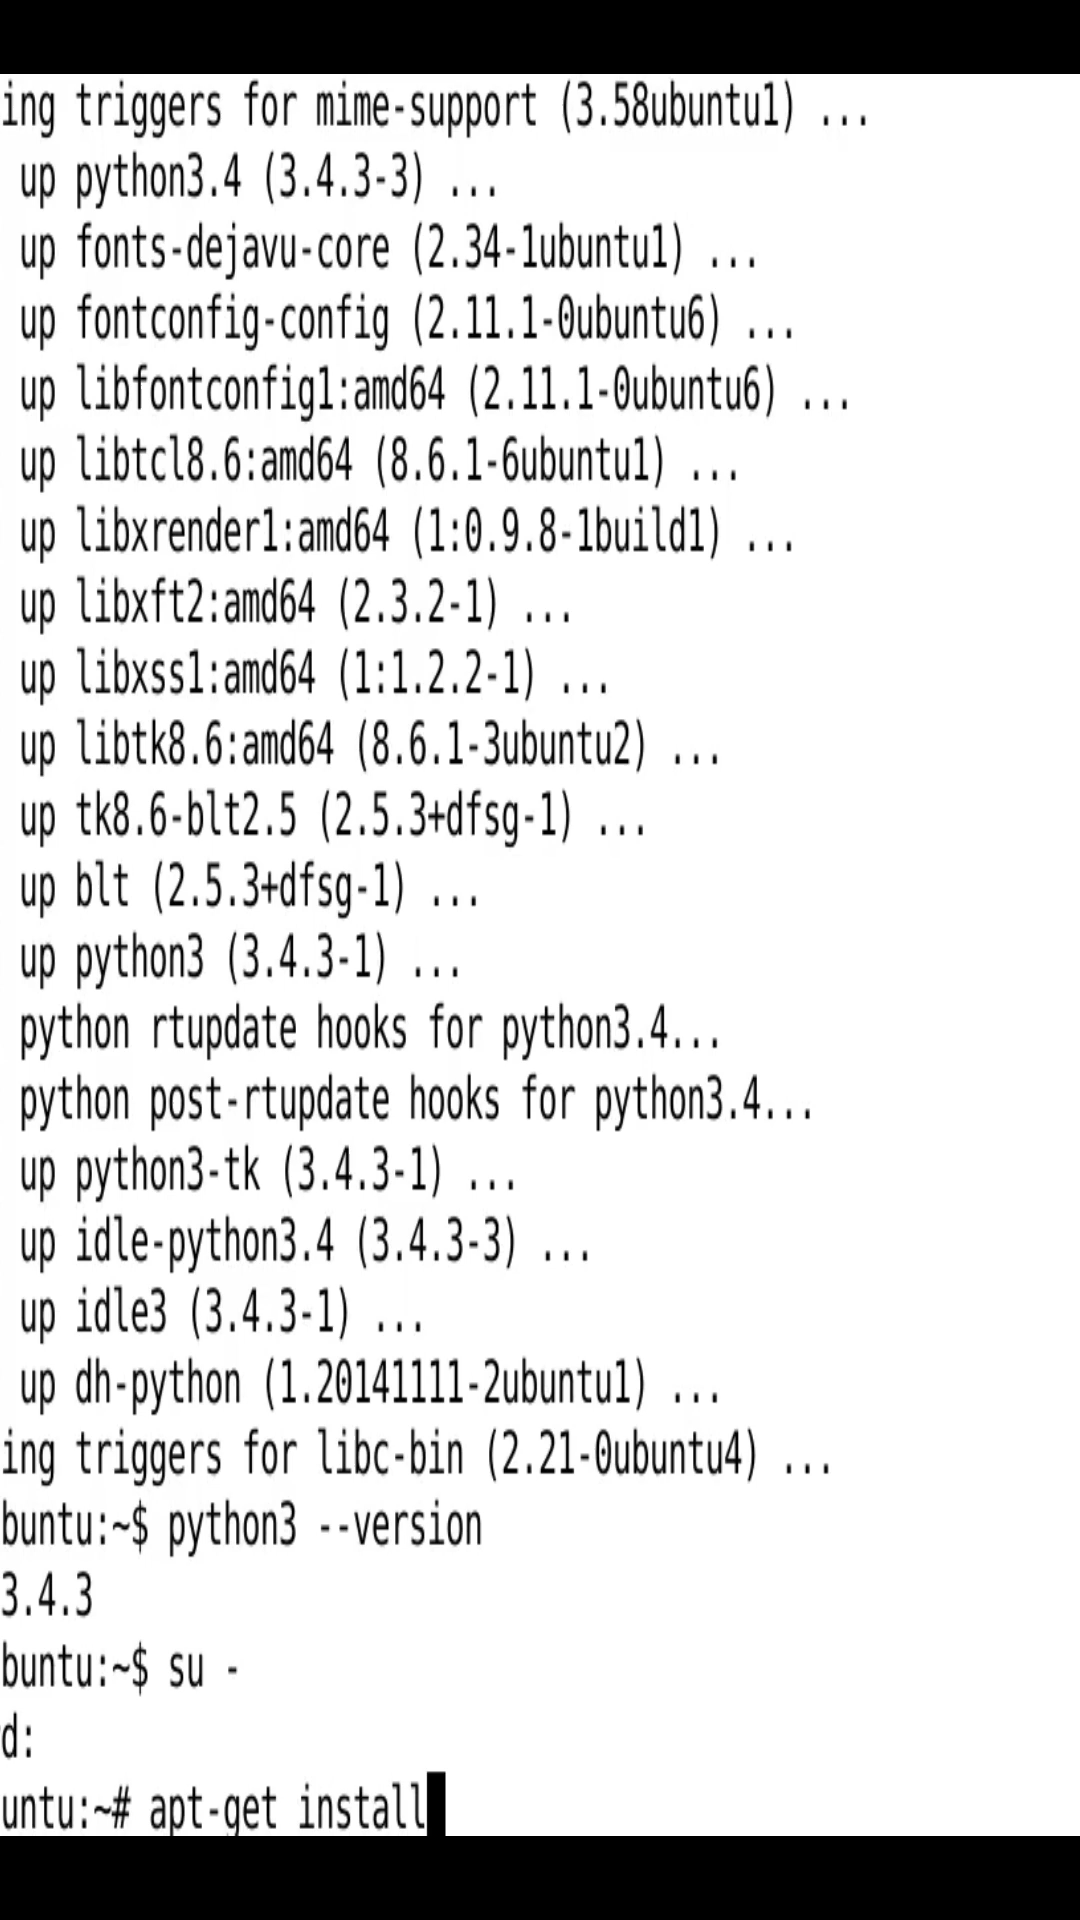 ing triggers for mime-support (3.58ubuntu1) ...
up python3.4 (3.4.3-3) ...
up fonts-dejavu-core (2.34-1ubuntu1) ...
up fontconfig-config (2.11.1-0ubuntu6) ...
up libfontconfig1:amd64 (2.11.1-0ubuntu6) ...
up libtcl8.6:amd64 (8.6.1-6ubuntu1) ...
up libxrender1:amd64 (1:0.9.8-1build1) ...
up libxft2:amd64 (2.3.2-1) ...
up libxss1:amd64 (1:1.2.2-1) ...
up libtk8.6:amd64 (8.6.1-3ubuntu2) ...
up tk8.6-blt2.5 (2.5.3+dfsg-1) ...
up blt (2.5.3+dfsg-1) ...
up python3 (3.4.3-1) ...
python rtupdate hooks for python3.4...
python post-rtupdate hooks for python3.4...
up python3-tk (3.4.3-1) ...
up idle-python3.4 (3.4.3-3) ...
up idle3 (3.4.3-1) ...
up dh-python (1.20141111-2ubuntu1) ...
ing triggers for libc-bin (2.21-0ubuntu4) ...
buntu:~$ python3 --version
3.4.3
buntu:~$ su -
d:
untu:~# apt-get install